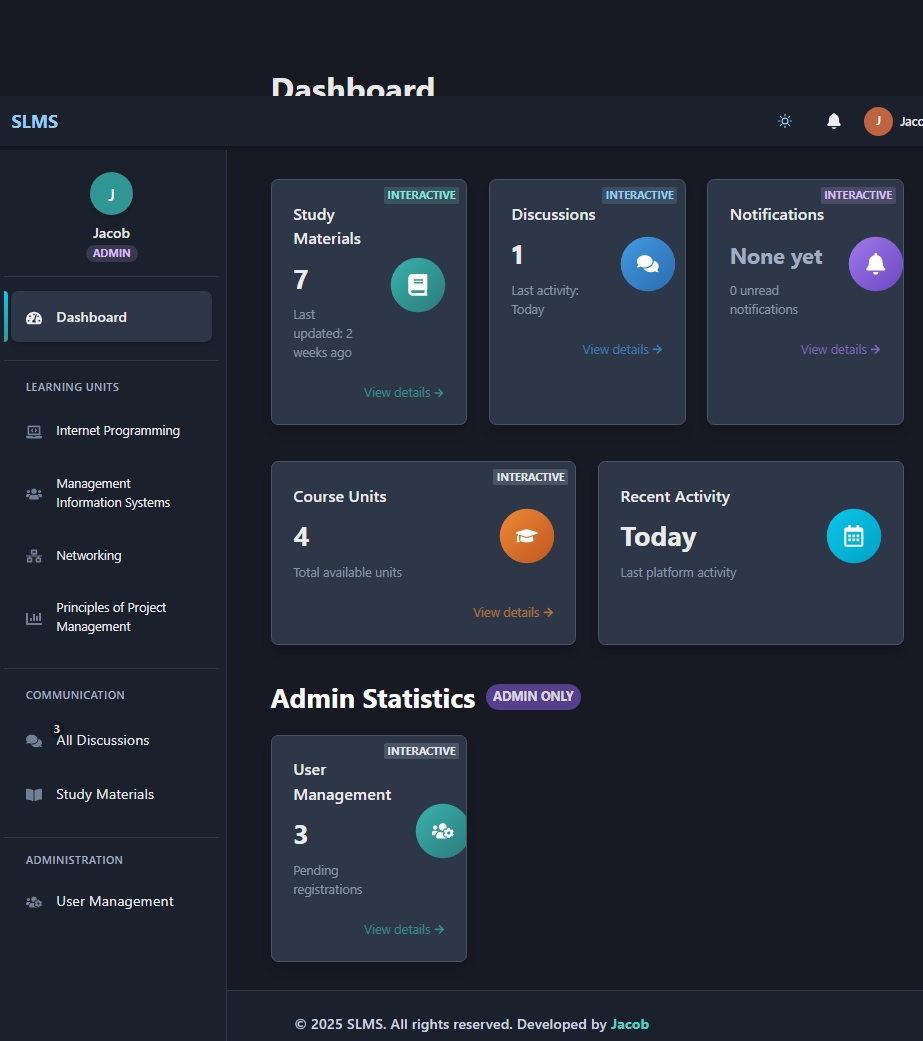 Dashboard
SLMS
J
Jaco
J
Jacob
ADMIN
Dashboard
LEARNING UNITS
Internet Programming
Management
Information Systems
Networking
Principles of Project
Management
COMMUNICATION
3
All Discussions
Study Materials
ADMINISTRATION
User Management
INTERACTIVE
Study
Materials
7
Last
updated: 2
weeks ago
View details →
INTERACTIVE
Discussions
1
Last activity:
Today
View details →
INTERACTIVE
Notifications
None yet
0 unread
notifications
View details →
INTERACTIVE
Course Units
4
Total available units
View details →
Recent Activity
Today
Last platform activity
Admin Statistics ADMIN ONLY
INTERACTIVE
User
Management
3
Pending
registrations
View details →
© 2025 SLMS. All rights reserved. Developed by Jacob